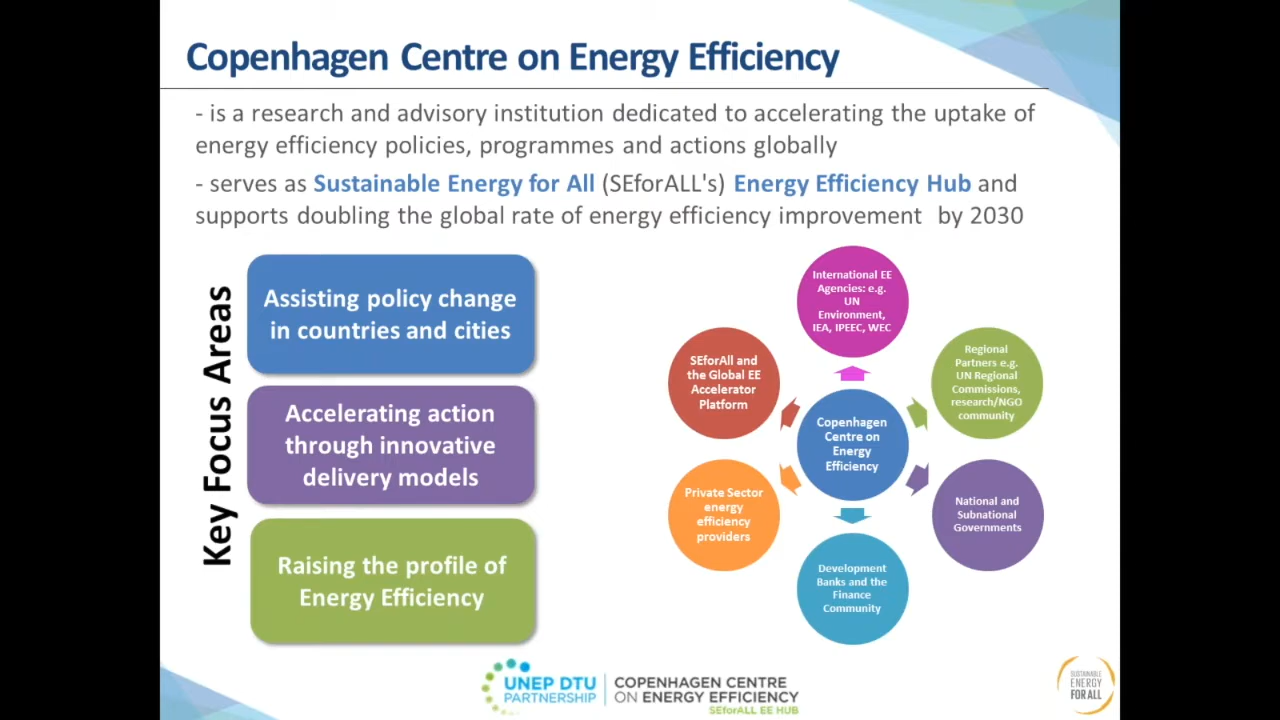 Copenhagen Centre on Energy Efficiency
- is a research and advisory institution dedicated to accelerating the uptake of
energy efficiency policies, programmes and actions globally
- serves as Sustainable Energy for All (SEforALL's) Energy Efficiency Hub and
supports doubling the global rate of energy efficiency improvement by 2030
Key Focus Areas
Assisting policy change
in countries and cities
Accelerating action
through innovative
delivery models
Raising the profile of
Energy Efficiency
International EE
Agencies: e.g.
UN
Environment,
IEA, IPEEC, WEC
Regional
Partners e.g.
UN Regional
Commissions,
research/NGO
community
National and
Subnational
Governments
Development
Banks and the
Finance
Community
Private Sector
energy
efficiency
providers
SEforAll and
the Global EE
Accelerator
Platform
Copenhagen
Centre on
Energy
Efficiency
UNEP DTU
PARTNERSHIP
COPENHAGEN CENTRE
ON ENERGY EFFICIENCY
SEforALL EE HUB
SUSTAINABLE
ENERGY
FOR ALL